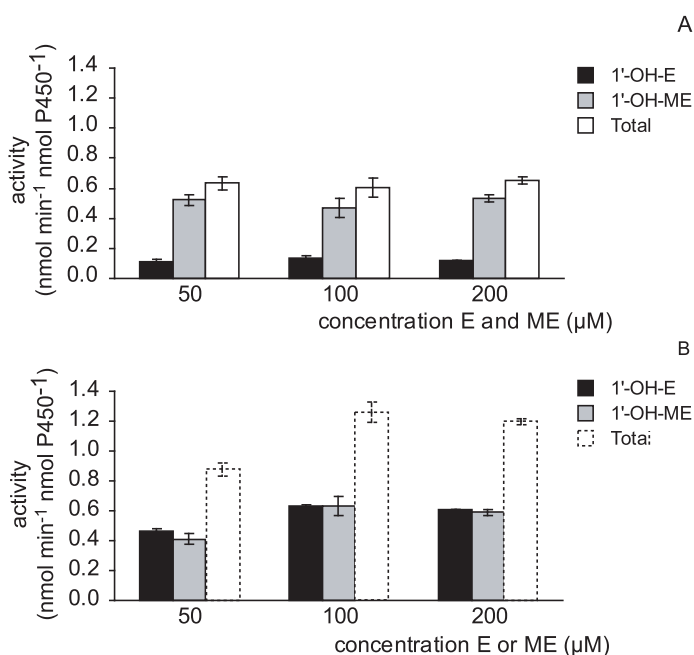 A
1'-OH-E
1'-OH-ME
Total
activity
(nmol min⁻¹ nmol P450⁻¹)
1.4
1.2
1.0
0.8
0.6
0.4
0.2
0.0
50 100 200
concentration E and ME (µM)
B
1'-OH-E
1'-OH-ME
Total
activity
(nmol min⁻¹ nmol P450⁻¹)
1.4
1.2
1.0
0.8
0.6
0.4
0.2
0.0
50 100 200
concentration E or ME (µM)